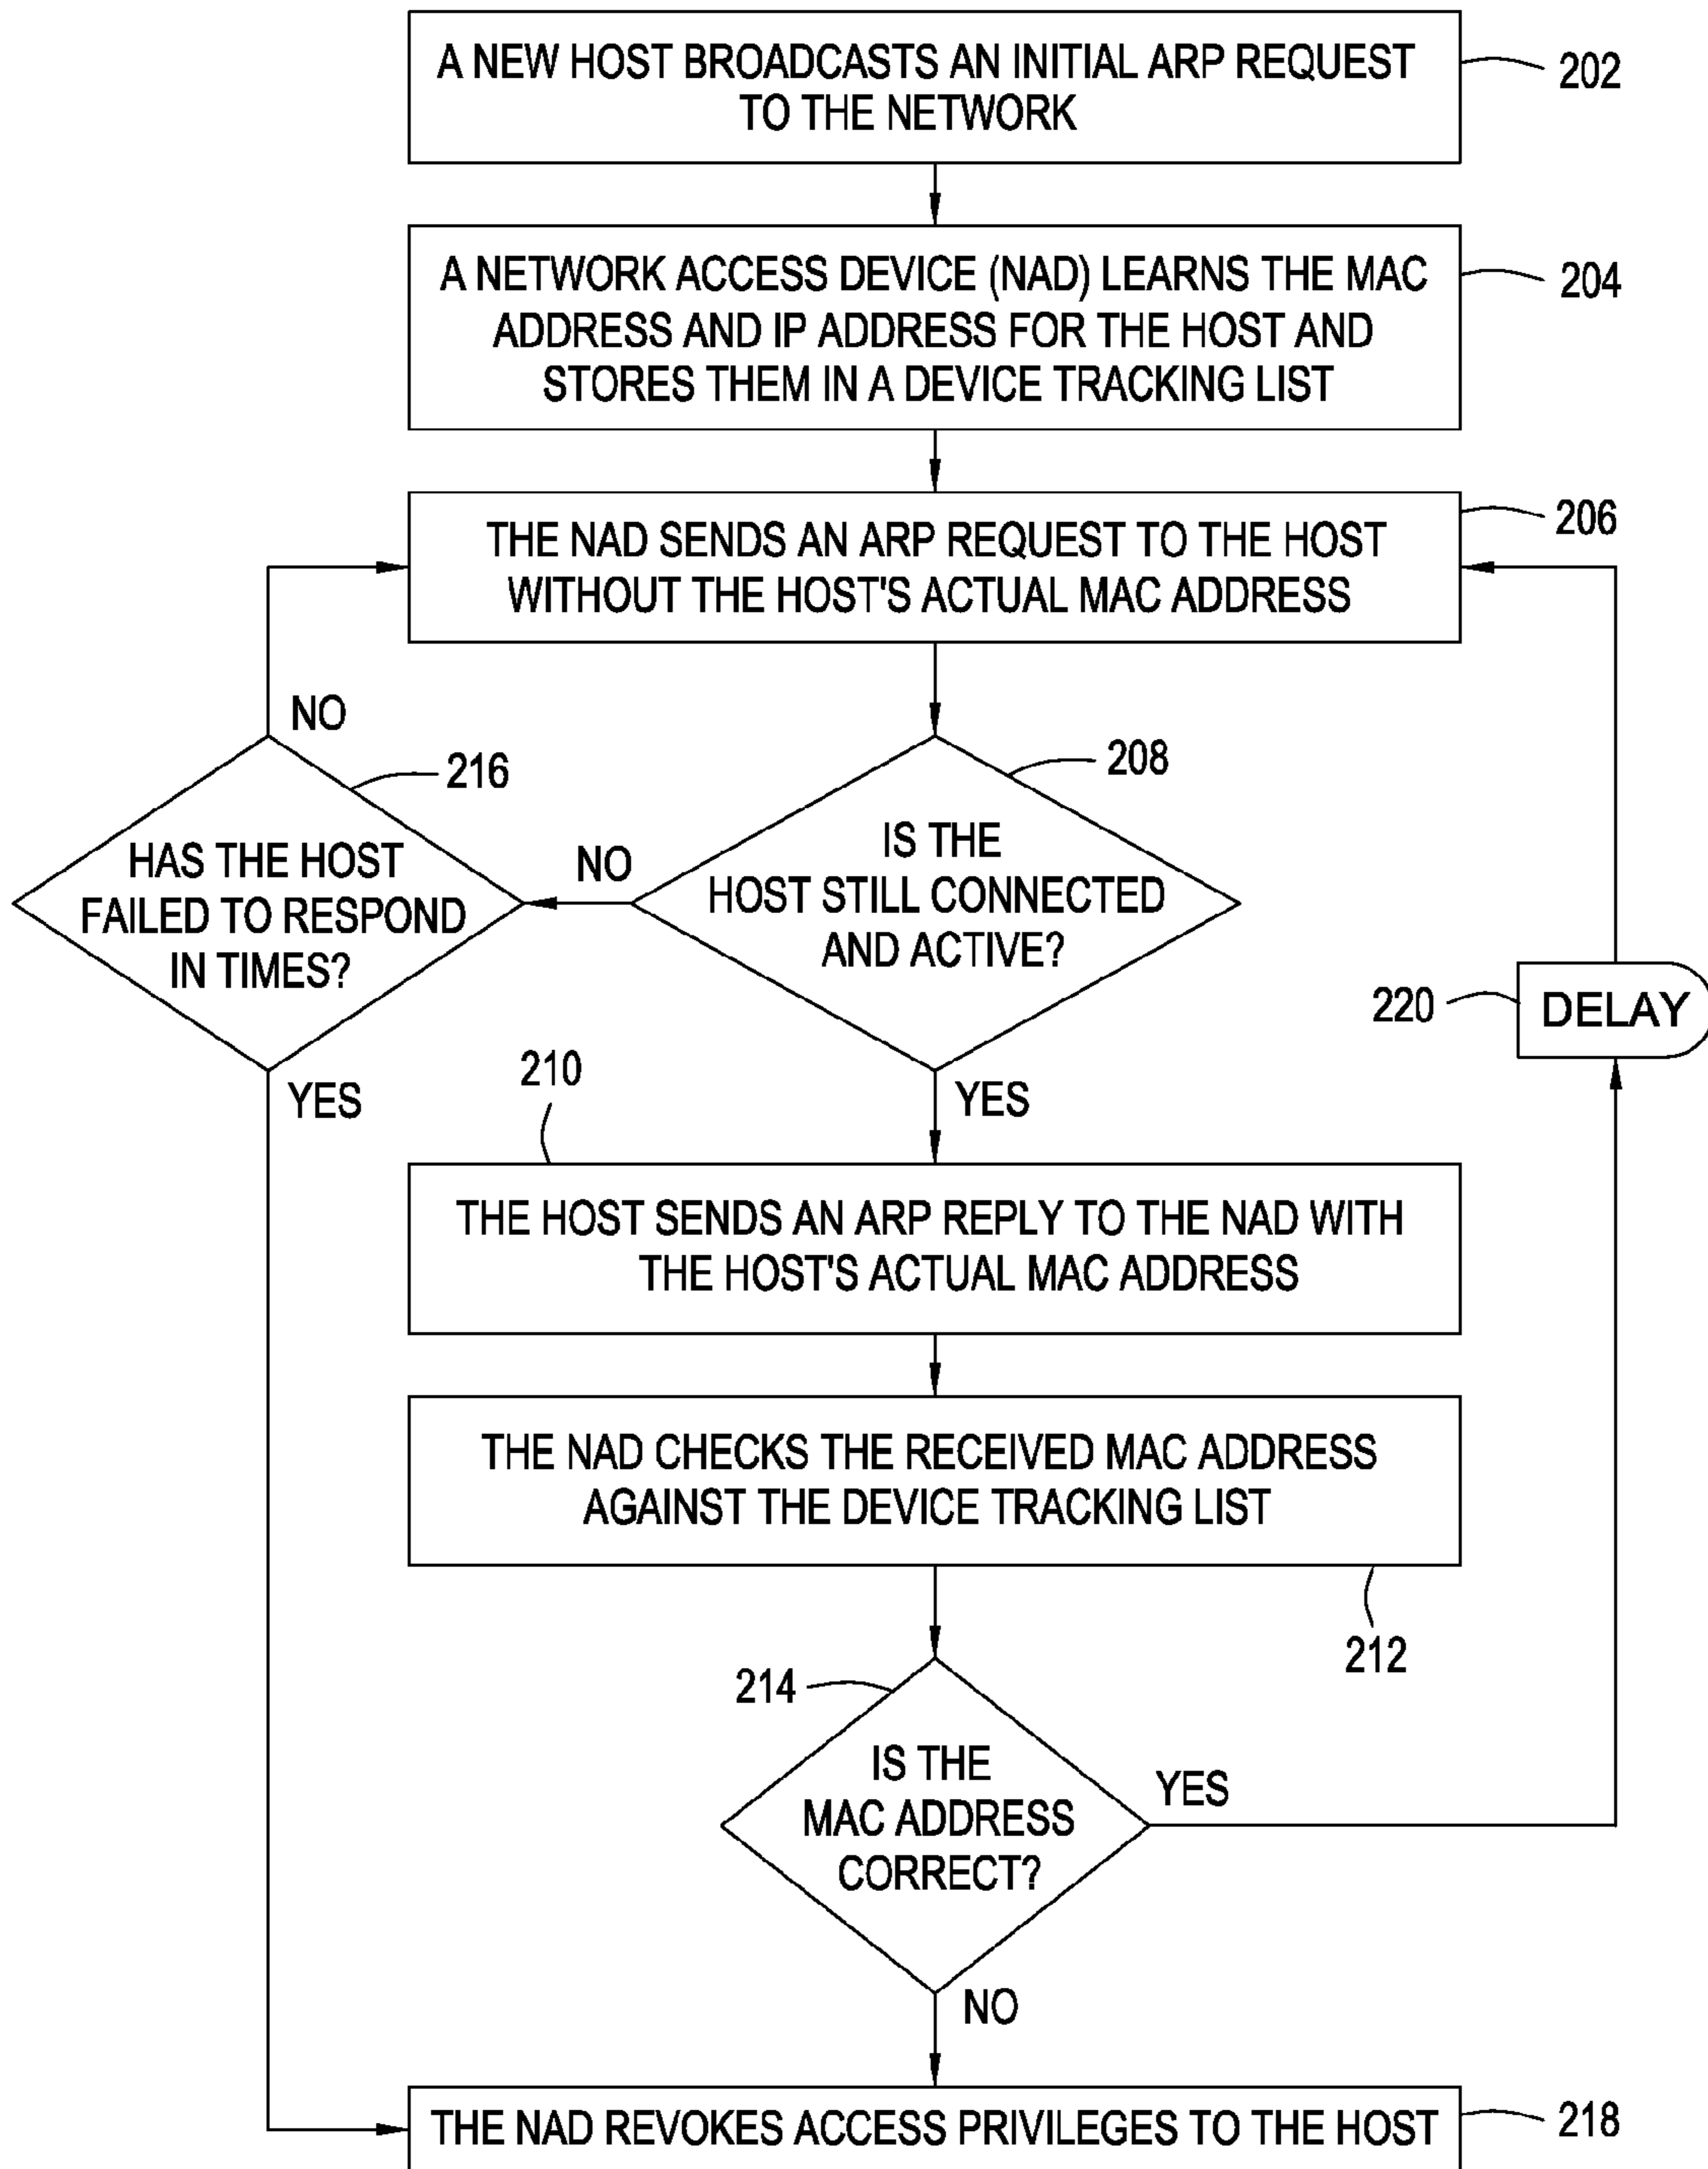 A NEW HOST BROADCASTS AN INITIAL ARP REQUEST
TO THE NETWORK
202
A NETWORK ACCESS DEVICE (NAD) LEARNS THE MAC
ADDRESS AND IP ADDRESS FOR THE HOST AND
STORES THEM IN A DEVICE TRACKING LIST
204
THE NAD SENDS AN ARP REQUEST TO THE HOST
WITHOUT THE HOST'S ACTUAL MAC ADDRESS
206
NO
216
HAS THE HOST
FAILED TO RESPOND
IN TIMES?
YES
NO
208
IS THE
HOST STILL CONNECTED
AND ACTIVE?
YES
220
DELAY
210
THE HOST SENDS AN ARP REPLY TO THE NAD WITH
THE HOST'S ACTUAL MAC ADDRESS
THE NAD CHECKS THE RECEIVED MAC ADDRESS
AGAINST THE DEVICE TRACKING LIST
212
214
IS THE
MAC ADDRESS
CORRECT?
YES
NO
THE NAD REVOKES ACCESS PRIVILEGES TO THE HOST
218